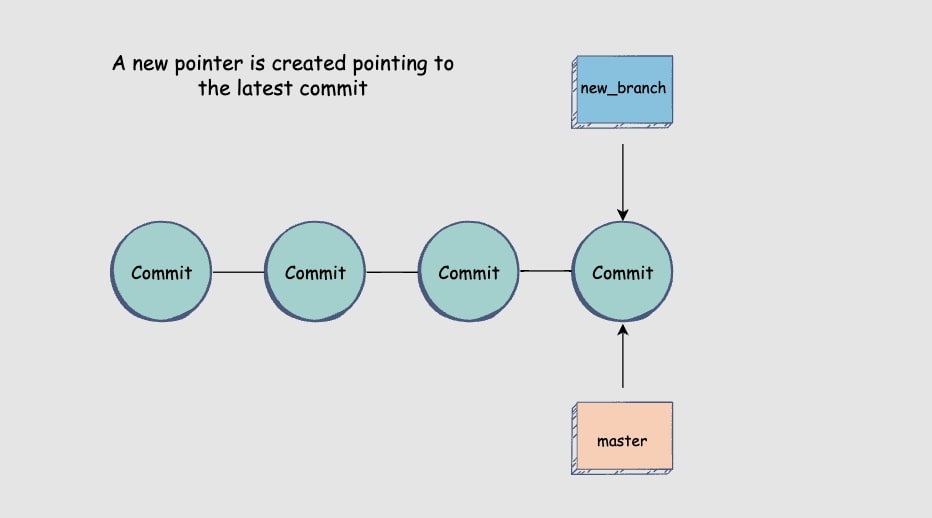 A new pointer is created pointing to
the latest commit
new_branch
Commit
Commit
Commit
Commit
master